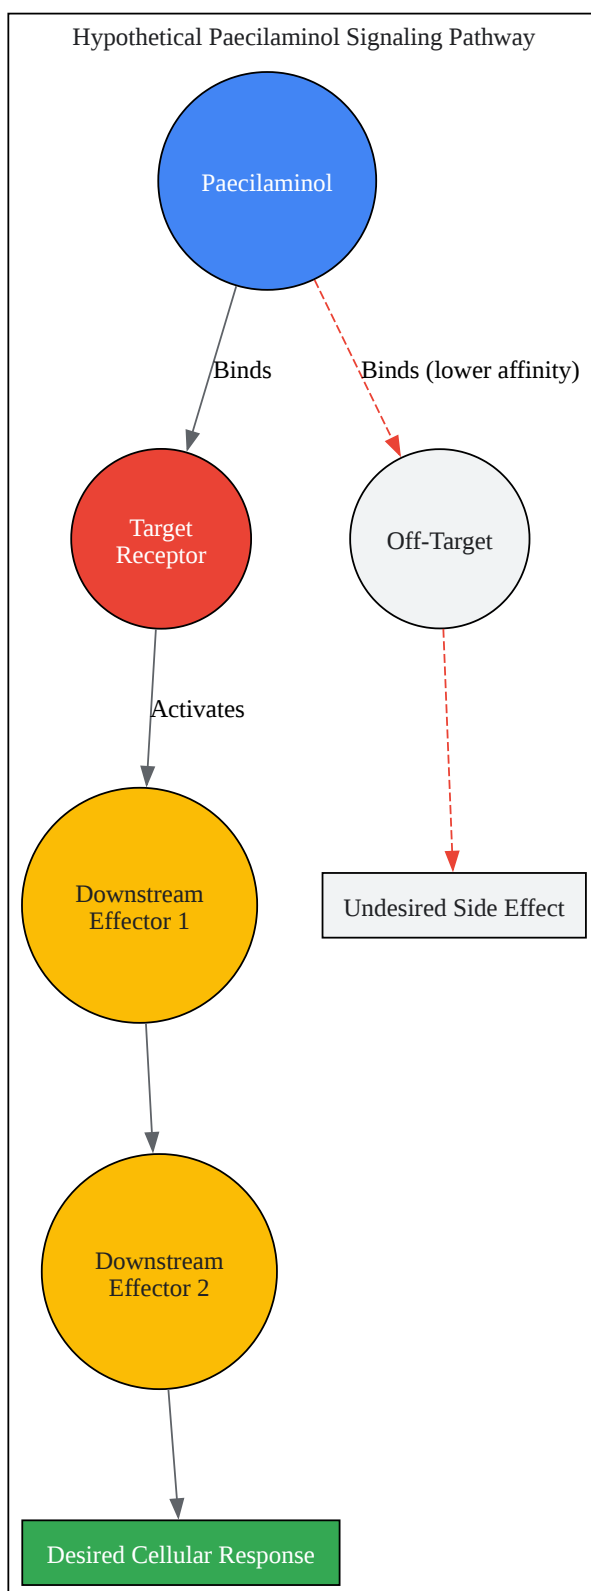 Hypothetical Paecilaminol Signaling Pathway
Paecilaminol
Binds
Binds (lower affinity)
Target
Receptor
Off-Target
Activates
Downstream
Effector 1
Undesired Side Effect
Downstream
Effector 2
Desired Cellular Response